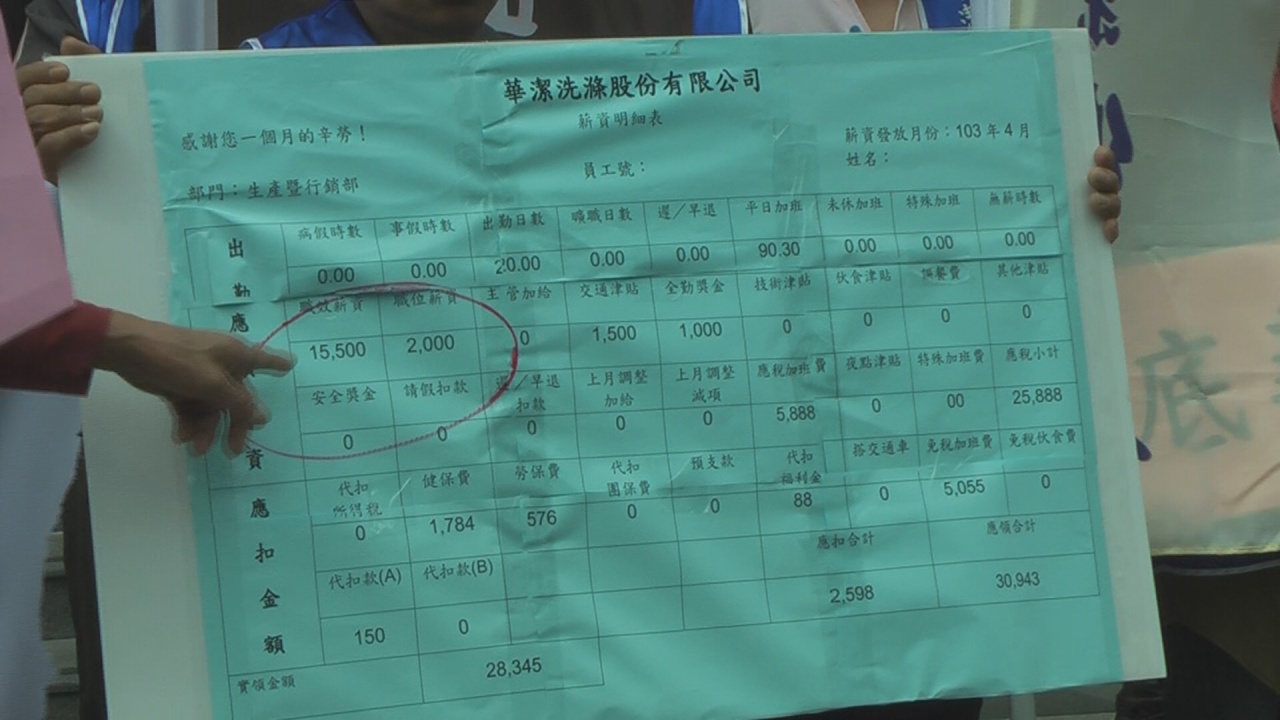 華潔洗滌股份有限公司
薪資明細表
感謝您一個月的辛勞！
薪資發放月份：103年4月
員工號：
姓名：
部門：生產暨行銷部
出勤 病假時數 事假時數 出勤日數 曠職日數 遲／早退 平日加班 未休加班 特殊加班 無薪時數
0.00 0.00 20.00 0.00 0.00 90.30 0.00 0.00 0.00
應 職效薪資 職位薪資 主管加給 交通津貼 全勤獎金 技術津貼 伙食津貼 誤餐費 其他津貼
15,500 2,000 0 1,500 1,000 0 0 0 0
安全獎金 請假扣款 遲／早退扣款 上月調整加給 上月調整減項 應稅加班費 夜點津貼 特殊加班費 應稅小計
資 0 0 0 0 0 5,888 0 00 25,888
應扣金額 代扣所得稅 健保費 勞保費 代扣團保費 預支款 代扣福利金 搭交通車 免稅加班費 免稅伙食費
0 1,784 576 0 0 88 0 5,055 0
代扣款(A) 代扣款(B) 應扣合計 應領合計
150 0 2,598 30,943
實領金額 28,345
底